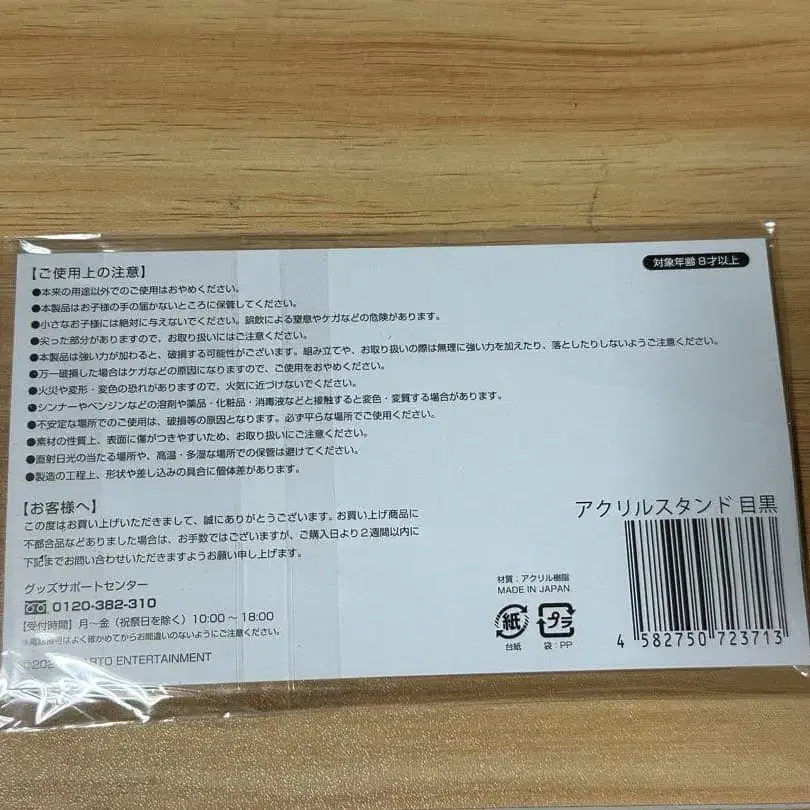 【ご使用上の注意】
対象年齢 8才以上
●本来の用途以外でのご使用はおやめください。
●本製品はお子様の手の届かないところに保管してください。
●小さなお子様には絶対に与えないでください。誤飲による窒息やケガなどの危険があります。
●尖った部分がありますので、お取り扱いにはご注意ください。
●本製品は強い力が加わると、破損する可能性がございます。組み立てや、お取り扱いの際は無理に強い力を加えたり、落としたりしないようご注意ください。
●万一破損した場合はケガなどの原因になりますので、ご使用をおやめください。
●火災や変形・変色の恐れがありますので、火気に近づけないでください。
●シンナーやベンジンなどの溶剤や薬品・化粧品・消毒液などと接触すると変色・変質する場合があります。
●不安定な場所でのご使用は、破損等の原因となります。必ず平らな場所でご使用ください。
●素材の性質上、表面に傷がつきやすいため、お取り扱いにご注意ください。
●直射日光の当たる場所や、高温・多湿な場所での保管は避けてください。
●製造の工程上、形状や差し込みの具合に個体差があります。
【お客様へ】
この度はお買い上げいただきまして、誠にありがとうございます。お買い上げ商品に
不都合品などありました場合は、お手数ではございますが、ご購入日より2週間以内に
下記までお問い合わせいただきますようお願い申し上げます。
アクリルスタンド 目黒
グッズサポートセンター
0120-382-310
【受付時間】月～金（祝祭日を除く）10:00～18:00
※電話番号はよく確かめてからお間違いのないようにご注意ください。
ENTERTAINMENT
材質：アクリル樹脂
MADE IN JAPAN
紙
台紙
プラ
袋：PP
4 582750 723713